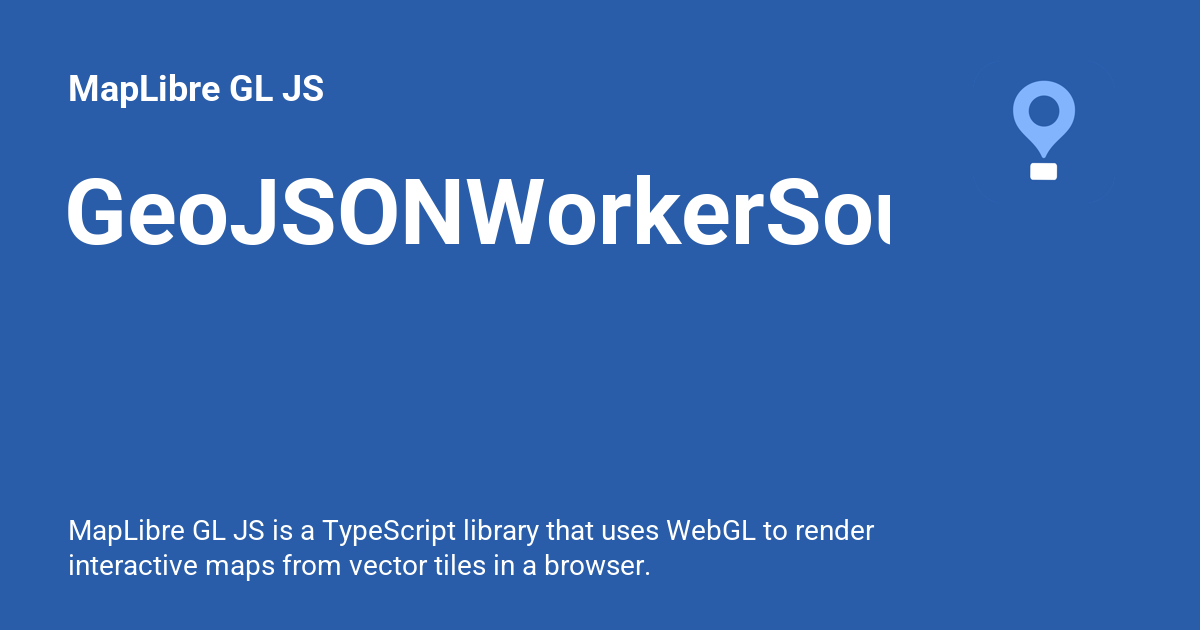 MapLibre GL JS
GeoJSONWorkerSou
MapLibre GL JS is a TypeScript library that uses WebGL to render
interactive maps from vector tiles in a browser.